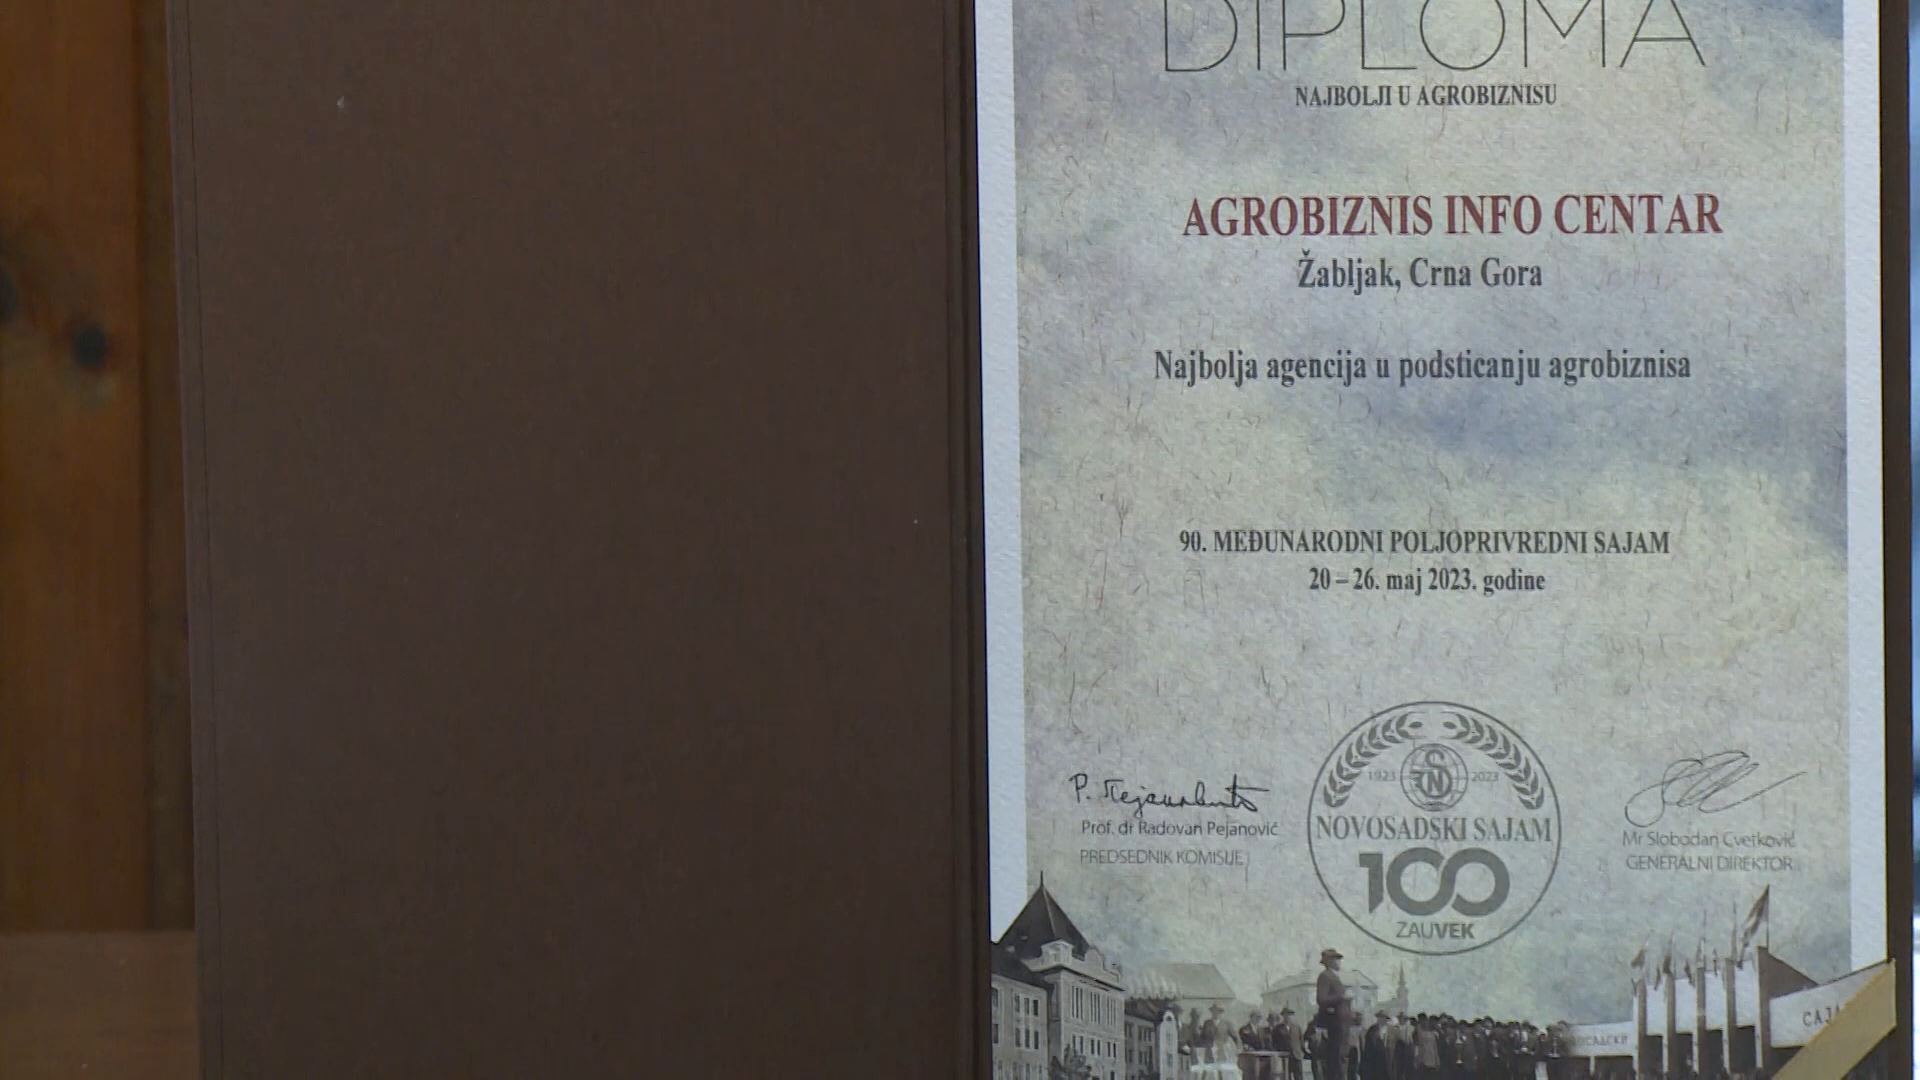 DIPLOMA
NAJBOLJI U AGROBIZNISU
AGROBIZNIS INFO CENTAR
Žabljak, Crna Gora
Najbolja agencija u podsticanju agrobiznisa
90. MEĐUNARODNI POLJOPRIVREDNI SAJAM
20 – 26. maj 2023. godine
1923 SN 2023
NOVOSADSKI SAJAM
100
ZAUVEK
Р. Пејановић
Prof. dr Radovan Pejanović
PREDSEDNIK KOMISIJE
Mr Slobodan Cvetković
GENERALNI DIREKTOR